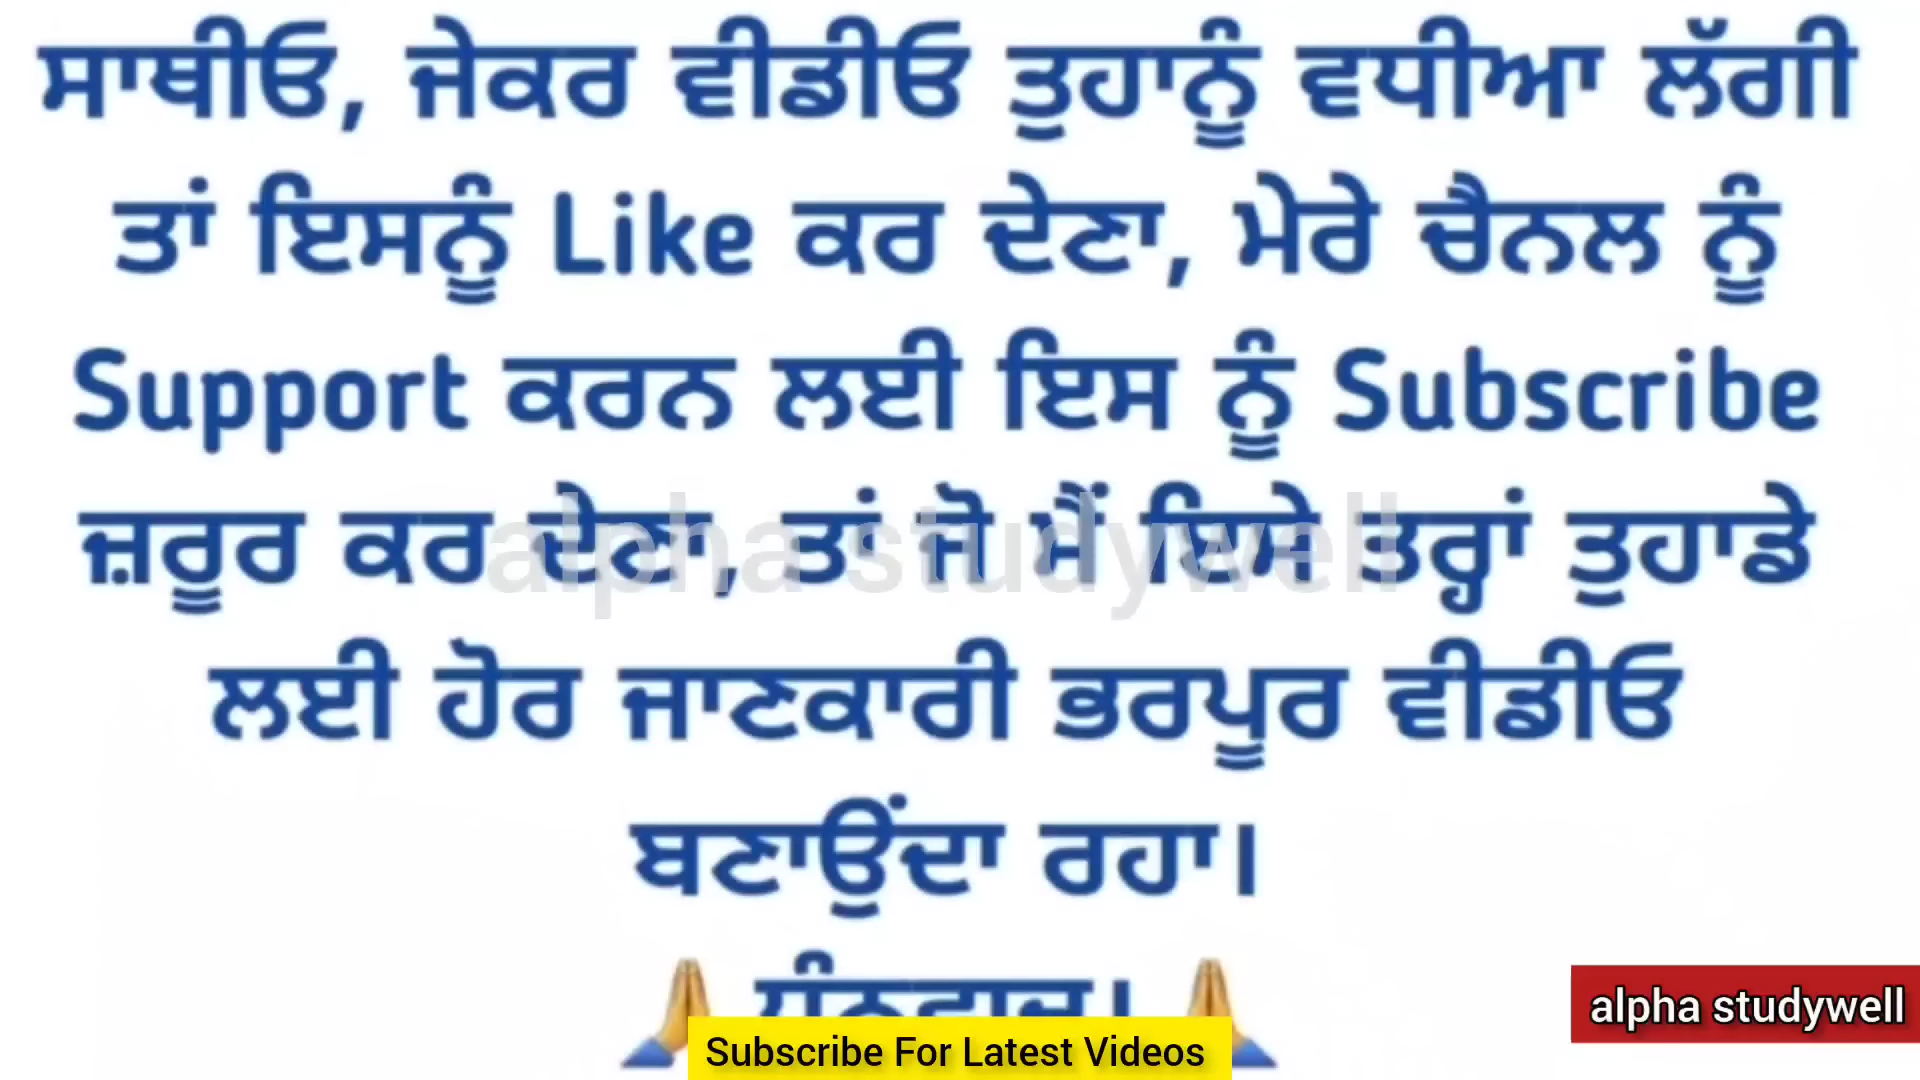 ਸਾਥੀਓ, ਜੇਕਰ ਵੀਡੀਓ ਤੁਹਾਨੂੰ ਵਧੀਆ ਲੱਗੀ
ਤਾਂ ਇਸਨੂੰ Like ਕਰ ਦੇਣਾ, ਮੇਰੇ ਚੈਨਲ ਨੂੰ
Support ਕਰਨ ਲਈ ਇਸ ਨੂੰ Subscribe
ਜ਼ਰੂਰ ਕਰ ਦੇਣਾ, ਤਾਂ ਜੋ ਮੈਂ ਇਸੇ ਤਰ੍ਹਾਂ ਤੁਹਾਡੇ
alpha studywell
ਲਈ ਹੋਰ ਜਾਣਕਾਰੀ ਭਰਪੂਰ ਵੀਡੀਓ
ਬਣਾਉਂਦਾ ਰਹਾ।
alpha studywell
Subscribe For Latest Videos